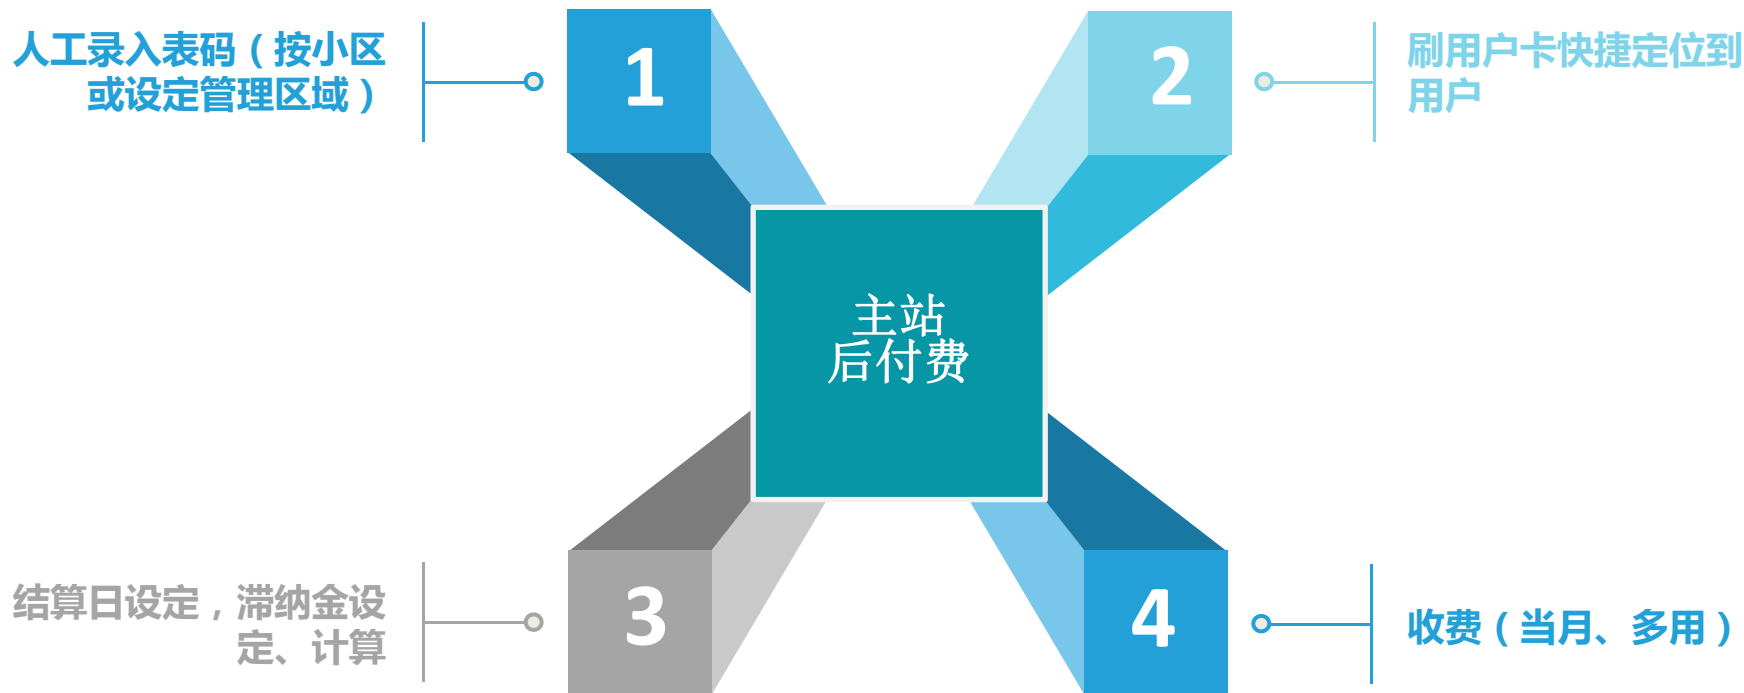 人工录入表码（按小区
或设定管理区域）
1
2
刷用户卡快捷定位到
用户
主站
后付费
结算日设定，滞纳金设
定、计算
3
4
收费（当月、多用）